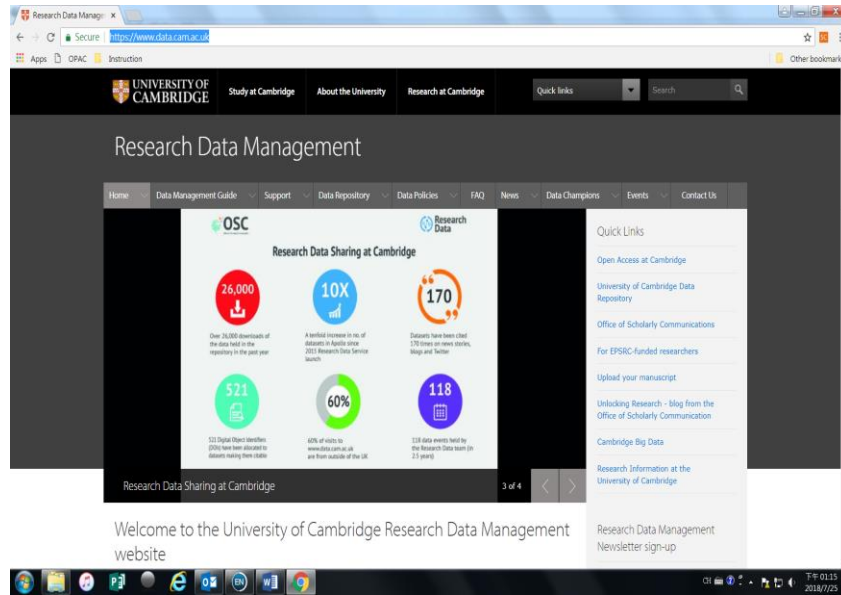 Research Data Manage
Secure
https://www.data.cam.ac.uk
Apps
OPAC
Instruction
Other bookmark
UNIVERSITY OF
CAMBRIDGE
Study at Cambridge
About the University
Research at Cambridge
Quick links
Search
Research Data Management
Home
Data Management Guide
Support
Data Repository
Data Policies
FAQ
News
Data Champions
Events
Contact Us
OSC
Research
Data
Research Data Sharing at Cambridge
26,000
10X
170
Over 26,000 downloads of
the data held in the
repository in the past year
A tenfold increase in no. of
datasets in Apollo since
2015 Research Data Service
launch
Datasets have been cited
170 times on news stories,
blogs and Twitter
521
60%
118
521 Digital Object Identifiers
(DOIs) have been allocated to
datasets making them citable
60% of visits to
www.data.cam.ac.uk
are from outside of the UK
118 data events held by
the Research Data team (in
2.5 years)
Research Data Sharing at Cambridge
3 of 4
Quick Links
Open Access at Cambridge
University of Cambridge Data
Repository
Office of Scholarly Communications
For EPSRC-funded researchers
Upload your manuscript
Unlocking Research - blog from the
Office of Scholarly Communication
Cambridge Big Data
Research Information at the
University of Cambridge
Research Data Management
Newsletter sign-up
Welcome to the University of Cambridge Research Data Management
website
CH
下午 01:15
2018/7/25